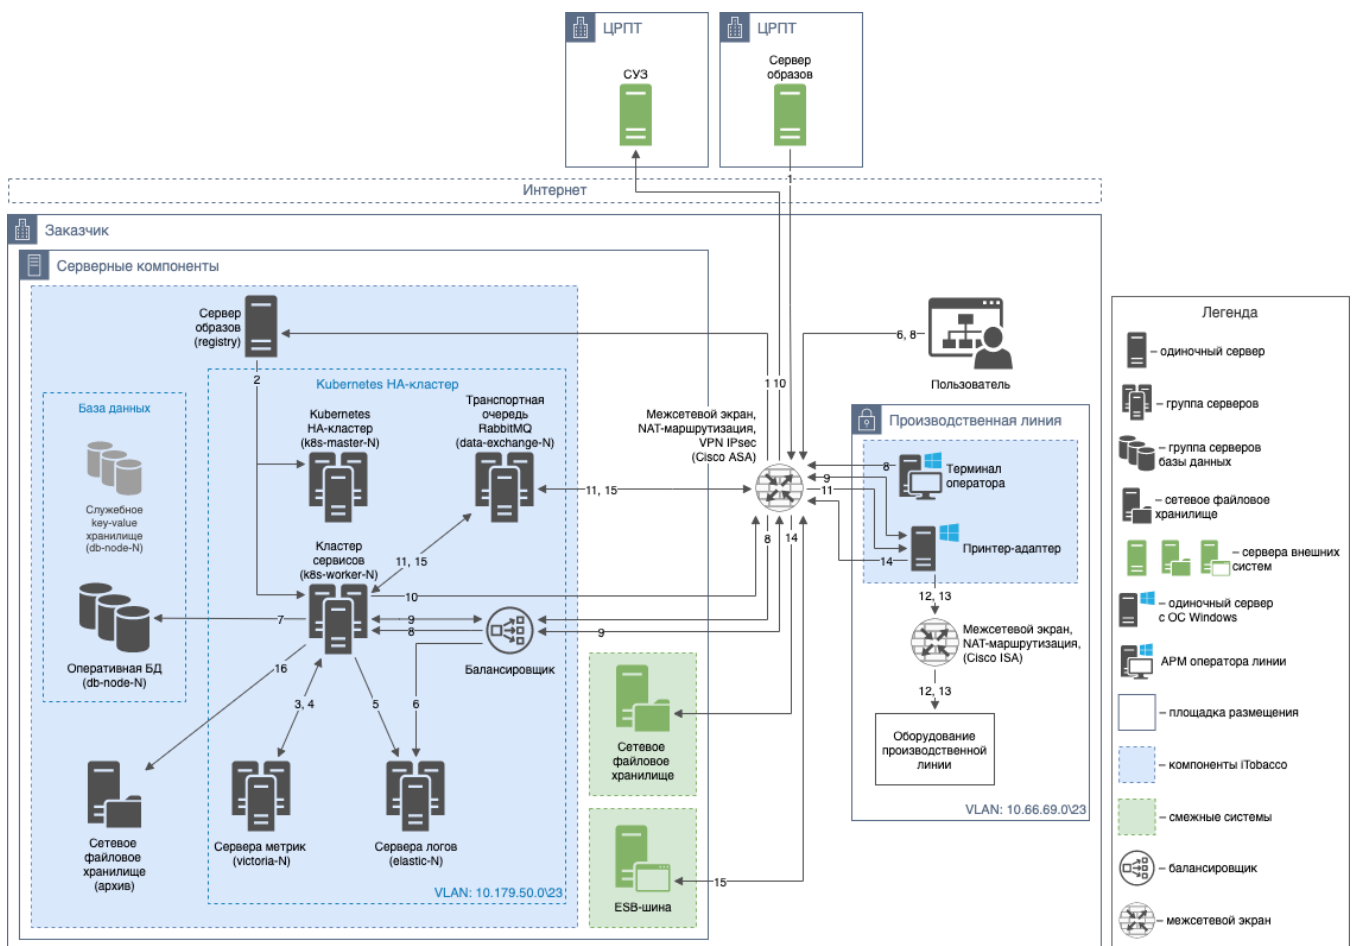 ЦРПТ
ЦРПТ
СУЗ
Сервер
образов
1
Интернет
Заказчик
Серверные компоненты
Сервер
образов
(registry)
2
Kubernetes HA-кластер
База данных
Служебное
key-value
хранилище
(db-node-N)
Оперативная БД
(db-node-N)
Kubernetes
HA-кластер
(k8s-master-N)
Транспортная
очередь
RabbitMQ
(data-exchange-N)
11, 15
11, 15
Кластер
сервисов
(k8s-worker-N)
10
7
9
8
9
Балансировщик
16
3, 4
5
6
Сетевое
файловое
хранилище
(архив)
Сервера метрик
(victoria-N)
Сервера логов
(elastic-N)
VLAN: 10.179.50.0\23
Межсетевой экран,
NAT-маршрутизация,
VPN IPsec
(Cisco ASA)
1
10
6, 8
Пользователь
8
14
Сетевое
файловое
хранилище
15
ESB-шина
Производственная линия
8
9
11
14
Терминал
оператора
Принтер-адаптер
12, 13
Межсетевой экран,
NAT-маршрутизация,
(Cisco ISA)
12, 13
Оборудование
производственной
линии
VLAN: 10.66.69.0\23
Легенда
– одиночный сервер
– группа серверов
– группа серверов
базы данных
– сетевое файловое
хранилище
– сервера внешних
систем
– одиночный сервер
с ОС Windows
– АРМ оператора линии
– площадка размещения
– компоненты iTobacco
– смежные системы
– балансировщик
– межсетевой экран